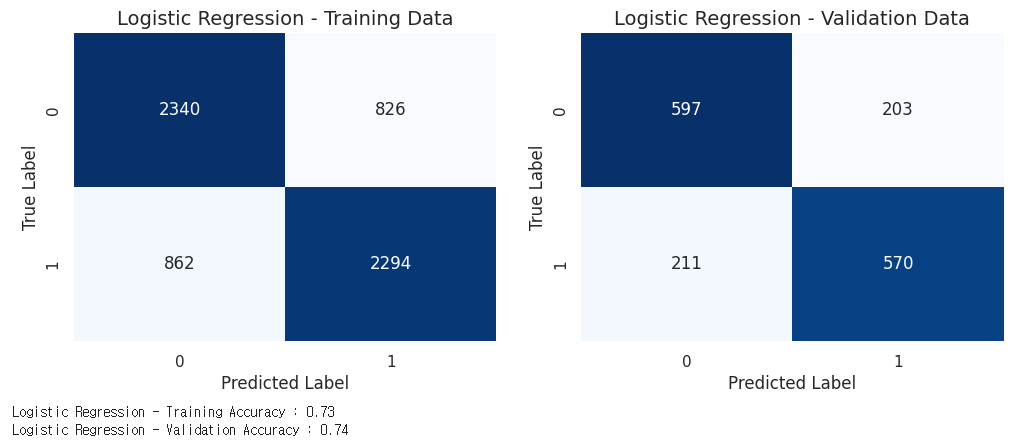 Logistic Regression - Training Data
Logistic Regression - Validation Data
True Label
0
1
2340
826
862
2294
0
1
Predicted Label
True Label
0
1
597
203
211
570
0
1
Predicted Label
Logistic Regression - Training Accuracy : 0.73
Logistic Regression - Validation Accuracy : 0.74